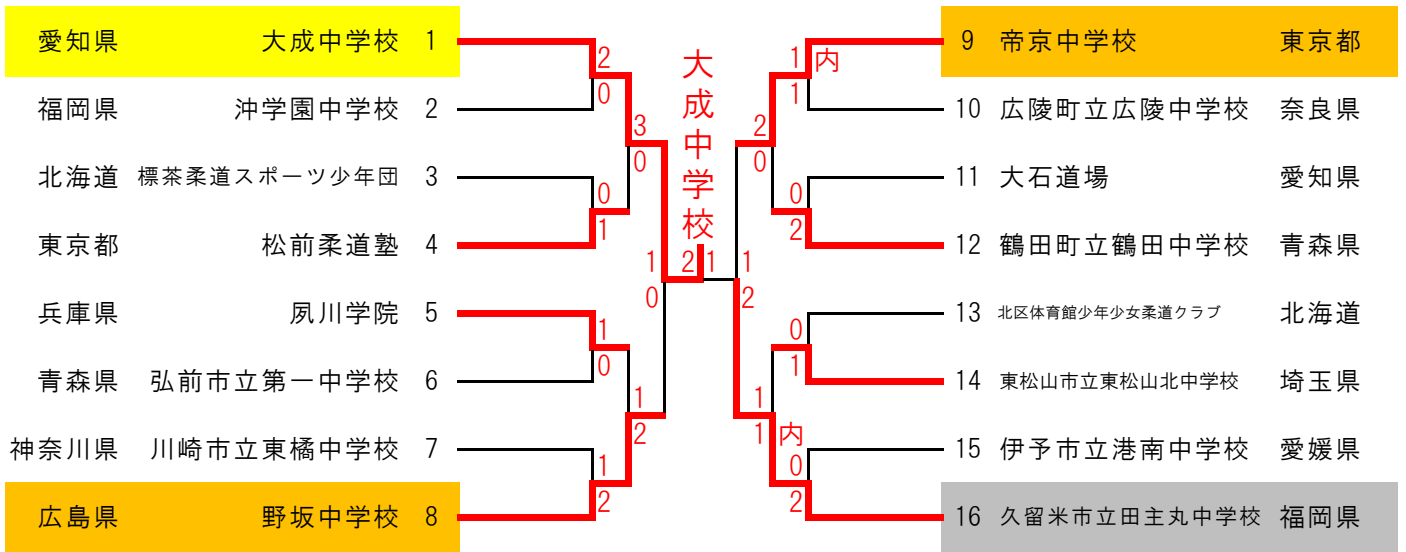 愛知県 大成中学校 1
福岡県 沖学園中学校 2
北海道 標茶柔道スポーツ少年団 3
東京都 松前柔道塾 4
兵庫県 夙川学院 5
青森県 弘前市立第一中学校 6
神奈川県 川崎市立東橘中学校 7
広島県 野坂中学校 8
2
0
0
1
1
0
1
2
3
0
1
2
1
0
大成中学校
2 1
1
2
2
0
1
1 内
1 内
1
0
2
0
1
0
2
9 帝京中学校 東京都
10 広陵町立広陵中学校 奈良県
11 大石道場 愛知県
12 鶴田町立鶴田中学校 青森県
13 北区体育館少年少女柔道クラブ 北海道
14 東松山市立東松山北中学校 埼玉県
15 伊予市立港南中学校 愛媛県
16 久留米市立田主丸中学校 福岡県